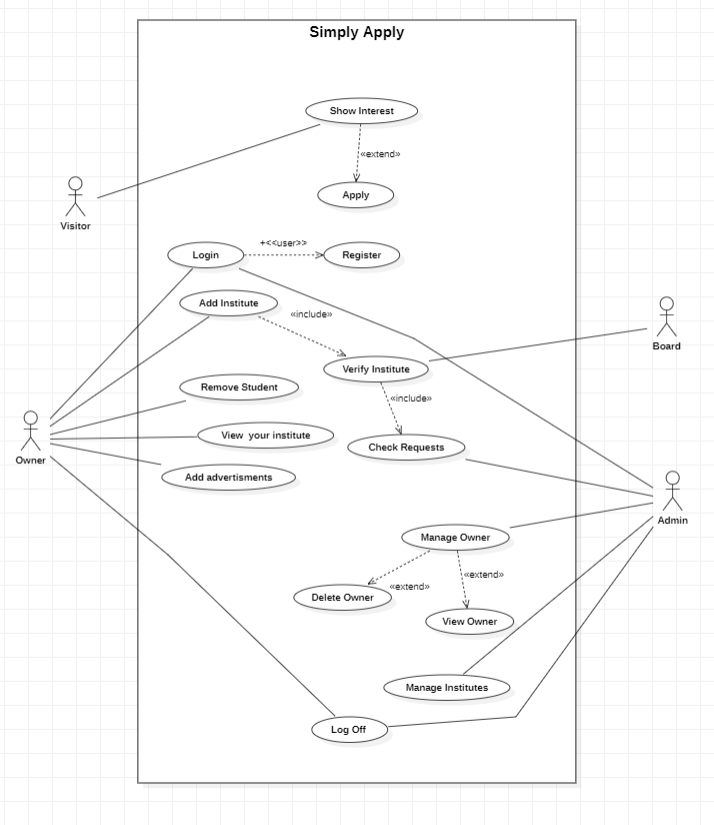 Simply Apply
Show Interest
«extend»
Apply
Visitor
+<<user>>
Login
Register
Add Institute
«include»
Board
Verify Institute
Remove Student
«include»
View  your institute
Check Requests
Owner
Add advertisments
Admin
Manage Owner
«extend»
«extend»
Delete Owner
View Owner
Manage Institutes
Log Off